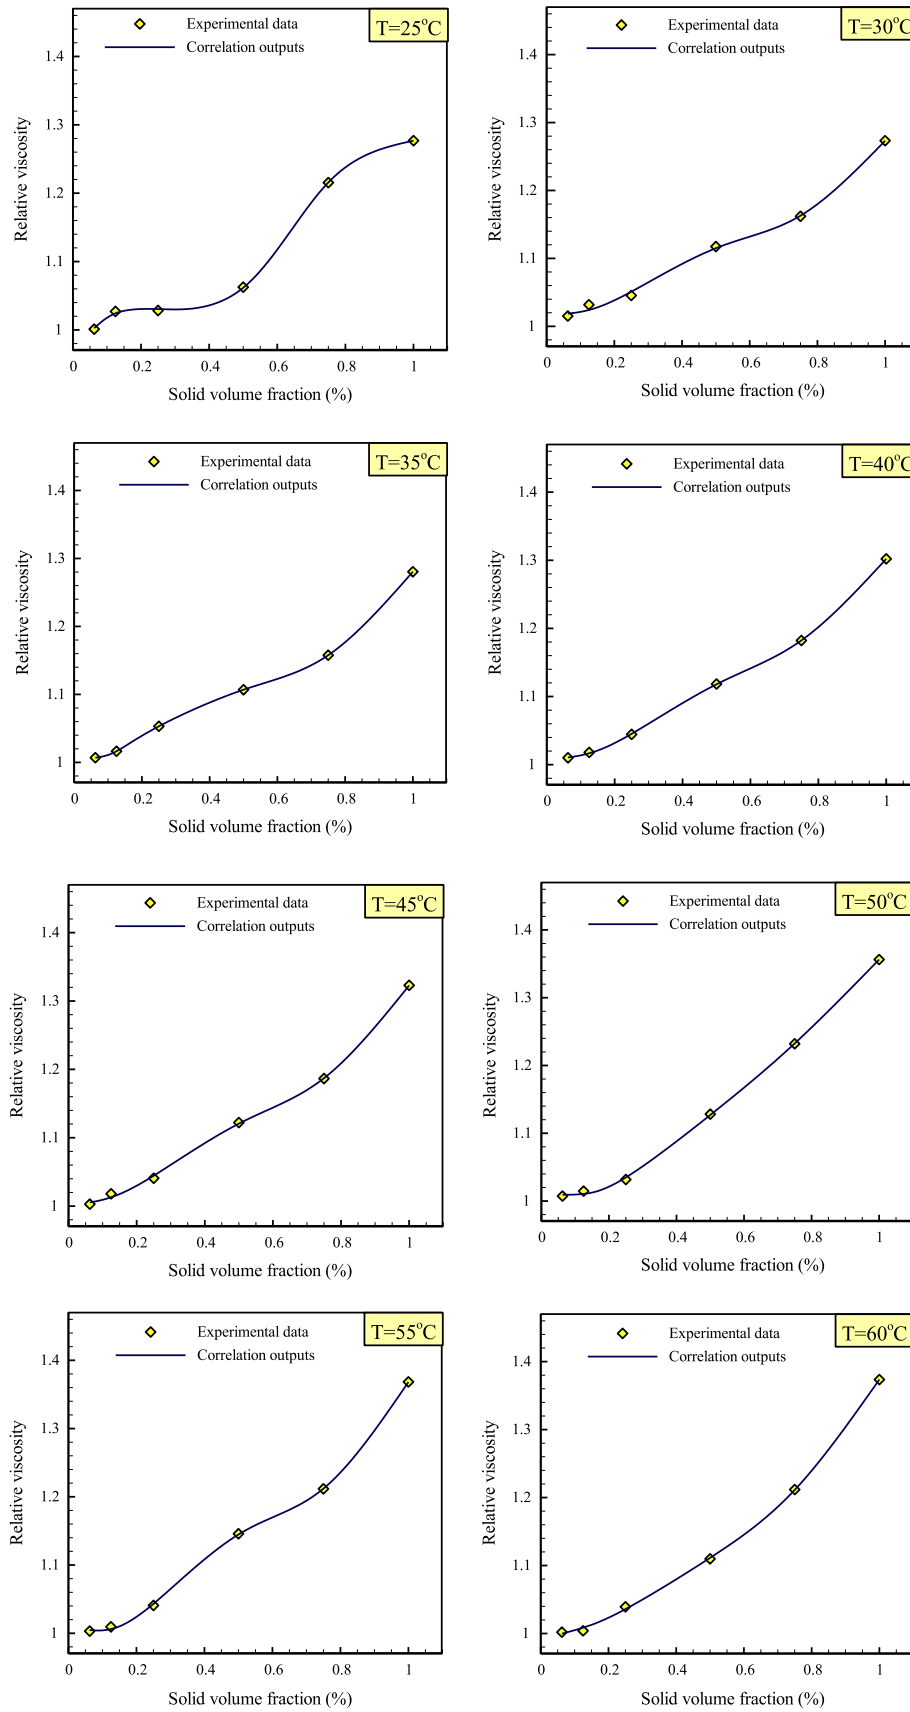 Experimental data
Correlation outputs
T=25°C
1.4
1.3
1.2
1.1
1
Relative viscosity
0 0.2 0.4 0.6 0.8 1
Solid volume fraction (%)
Experimental data
Correlation outputs
T=30°C
1.4
1.3
1.2
1.1
1
Relative viscosity
0 0.2 0.4 0.6 0.8 1
Solid volume fraction (%)
Experimental data
Correlation outputs
T=35°C
1.4
1.3
1.2
1.1
1
Relative viscosity
0 0.2 0.4 0.6 0.8 1
Solid volume fraction (%)
Experimental data
Correlation outputs
T=40°C
1.4
1.3
1.2
1.1
1
Relative viscosity
0 0.2 0.4 0.6 0.8 1
Solid volume fraction (%)
Experimental data
Correlation outputs
T=45°C
1.4
1.3
1.2
1.1
1
Relative viscosity
0 0.2 0.4 0.6 0.8 1
Solid volume fraction (%)
Experimental data
Correlation outputs
T=50°C
1.4
1.3
1.2
1.1
1
Relative viscosity
0 0.2 0.4 0.6 0.8 1
Solid volume fraction (%)
Experimental data
Correlation outputs
T=55°C
1.4
1.3
1.2
1.1
1
Relative viscosity
0 0.2 0.4 0.6 0.8 1
Solid volume fraction (%)
Experimental data
Correlation outputs
T=60°C
1.4
1.3
1.2
1.1
1
Relative viscosity
0 0.2 0.4 0.6 0.8 1
Solid volume fraction (%)